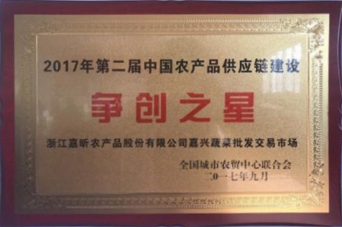 2017年第二届中国农产品供应链建设
争创之星
浙江嘉昕农产品股份有限公司嘉兴蔬菜批发交易市场
全国城市农贸中心联合会
二〇一七年九月